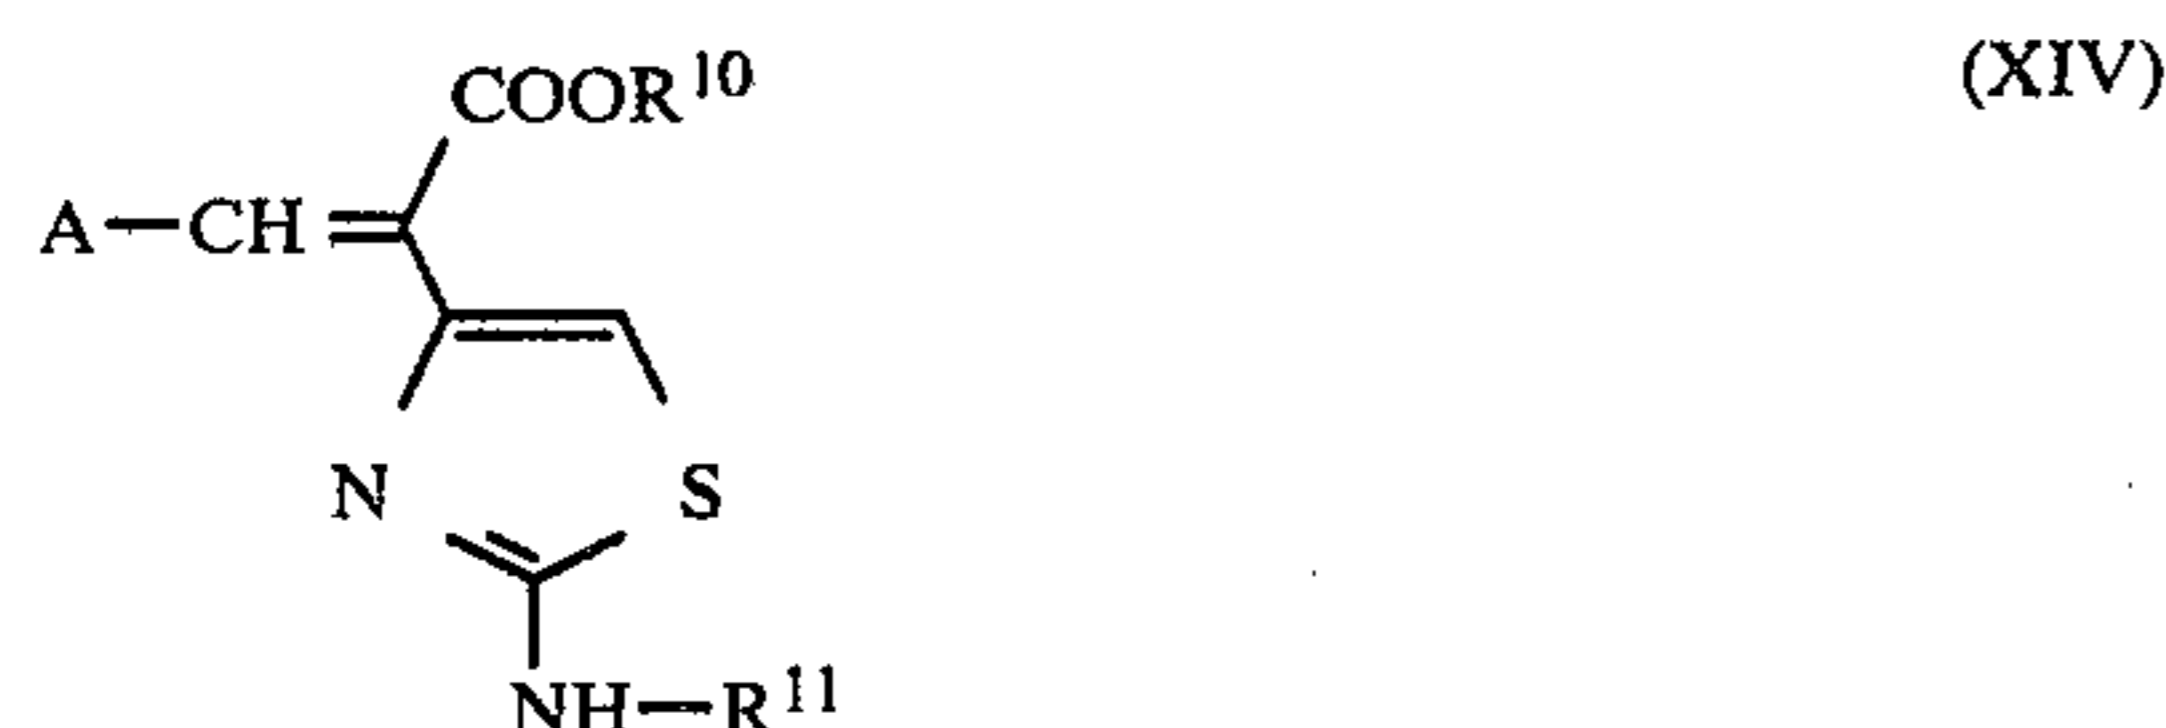 COOR10 (XIV)
A—CH
N S
NH—R11